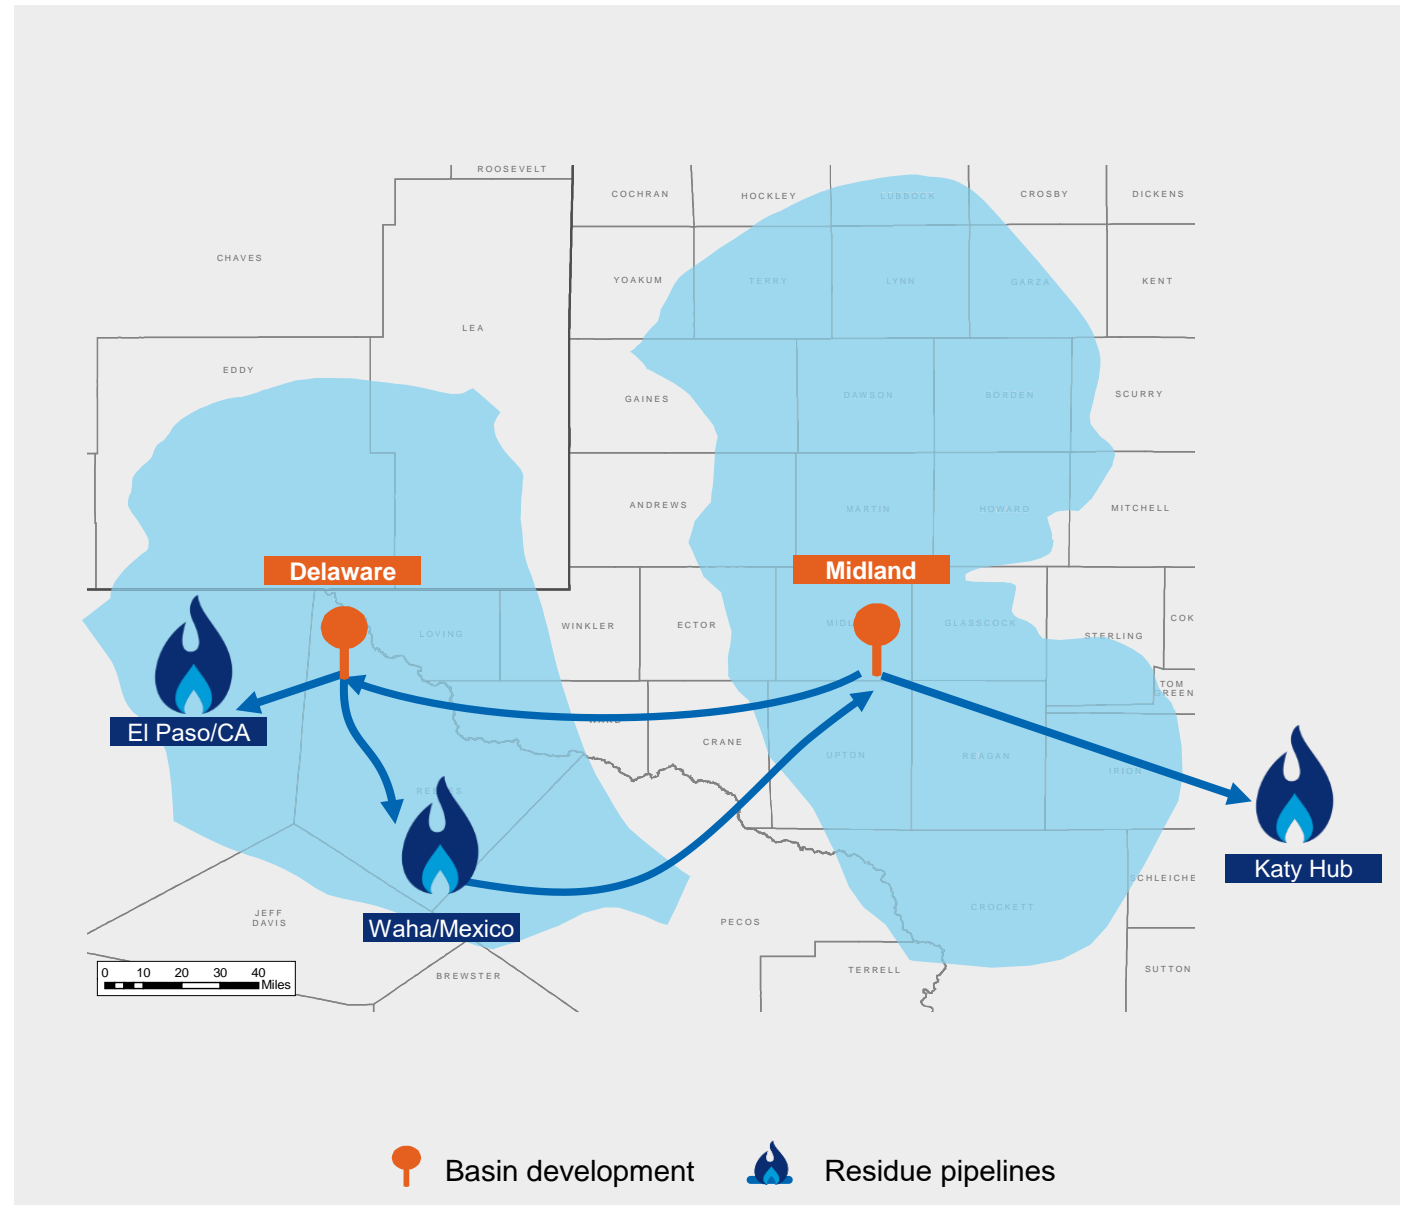 ROOSEVELT
COCHRAN
HOCKLEY
LUBBOCK
CROSBY
DICKENS
CHAVES
YOAKUM
TERRY
LYNN
GARZA
KENT
LEA
EDDY
GAINES
DAWSON
BORDEN
SCURRY
ANDREWS
MARTIN
HOWARD
MITCHELL
Delaware
Midland
LOVING
WINKLER
ECTOR
GLASSCOCK
STERLING
COK
TOM
GREEN
El Paso/CA
WARD
CRANE
UPTON
REAGAN
IRION
Katy Hub
SCHLEICHE
JEFF
DAVIS
Waha/Mexico
PECOS
CROCKETT
BREWSTER
TERRELL
SUTTON
0 10 20 30 40
Miles
Basin development
Residue pipelines